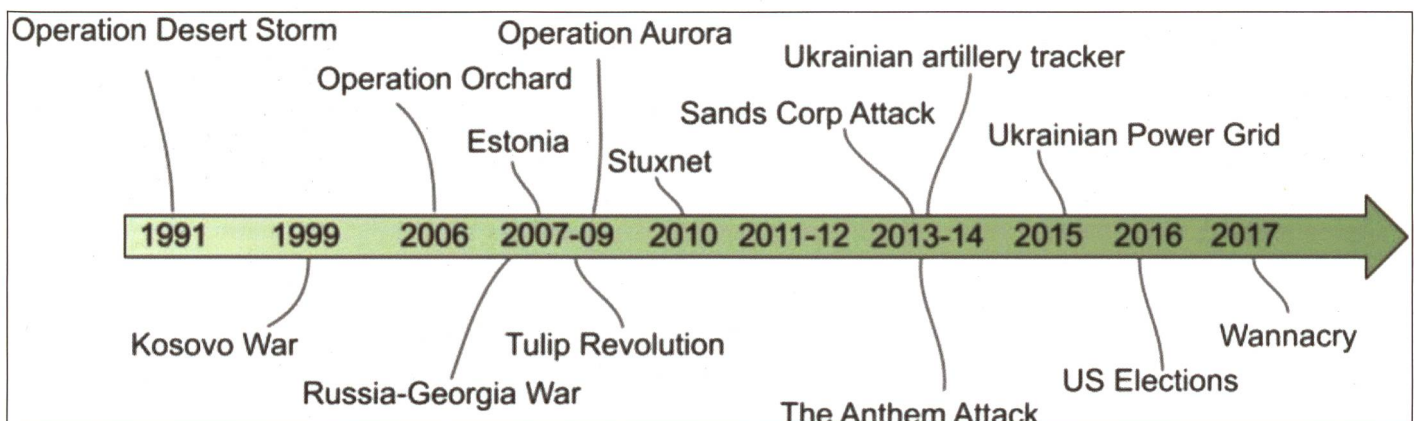 Operation Desert Storm
Operation Aurora
Operation Orchard
Ukrainian artillery tracker
Estonia
Sands Corp Attack
Stuxnet
Ukrainian Power Grid
1991 1999 2006 2007-09 2010 2011-12 2013-14 2015 2016 2017
Kosovo War
Tulip Revolution
Wannacry
Russia-Georgia War
US Elections
The Anthem Attack